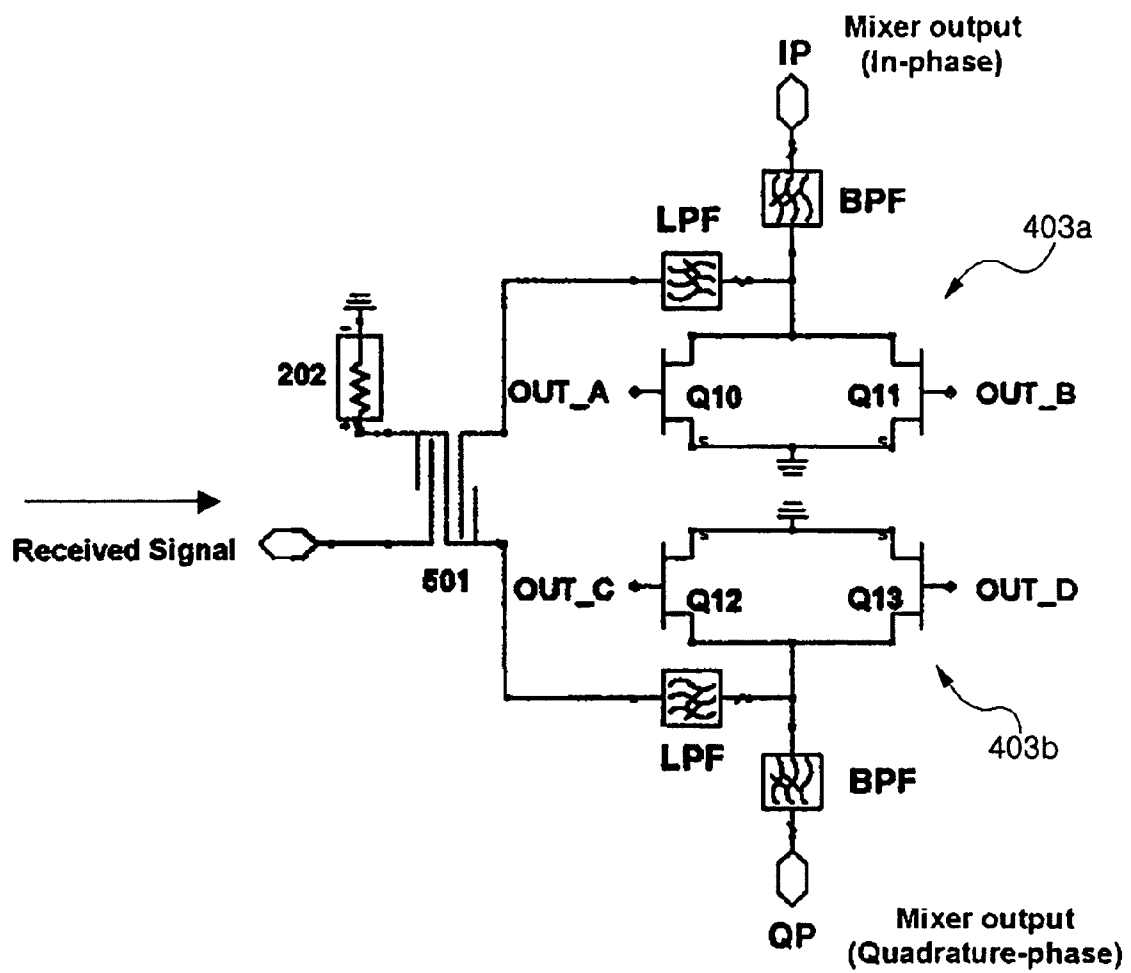 Mixer output
(In-phase)
IP
BPF
LPF
403a
202
OUT_A
Q10
Q11
OUT_B
S
S
Received Signal
501
S
S
OUT_C
Q12
Q13
OUT_D
LPF
403b
BPF
QP
Mixer output
(Quadrature-phase)